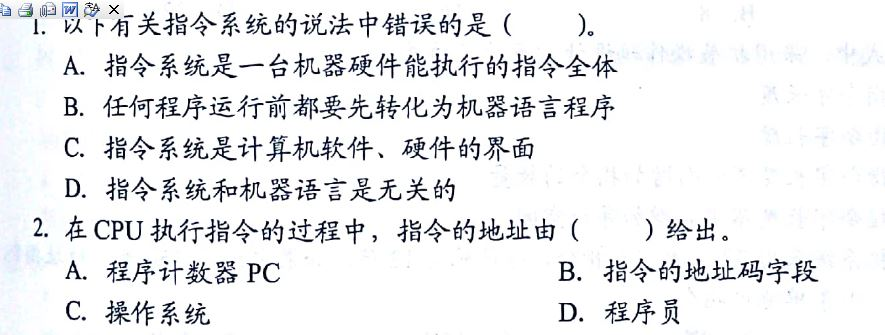 1. 以下有关指令系统的说法中错误的是（　　）。
A. 指令系统是一台机器硬件能执行的指令全体
B. 任何程序运行前都要先转化为机器语言程序
C. 指令系统是计算机软件、硬件的界面
D. 指令系统和机器语言是无关的
2. 在 CPU 执行指令的过程中，指令的地址由（　　）给出。
A. 程序计数器 PC　　B. 指令的地址码字段
C. 操作系统　　D. 程序员